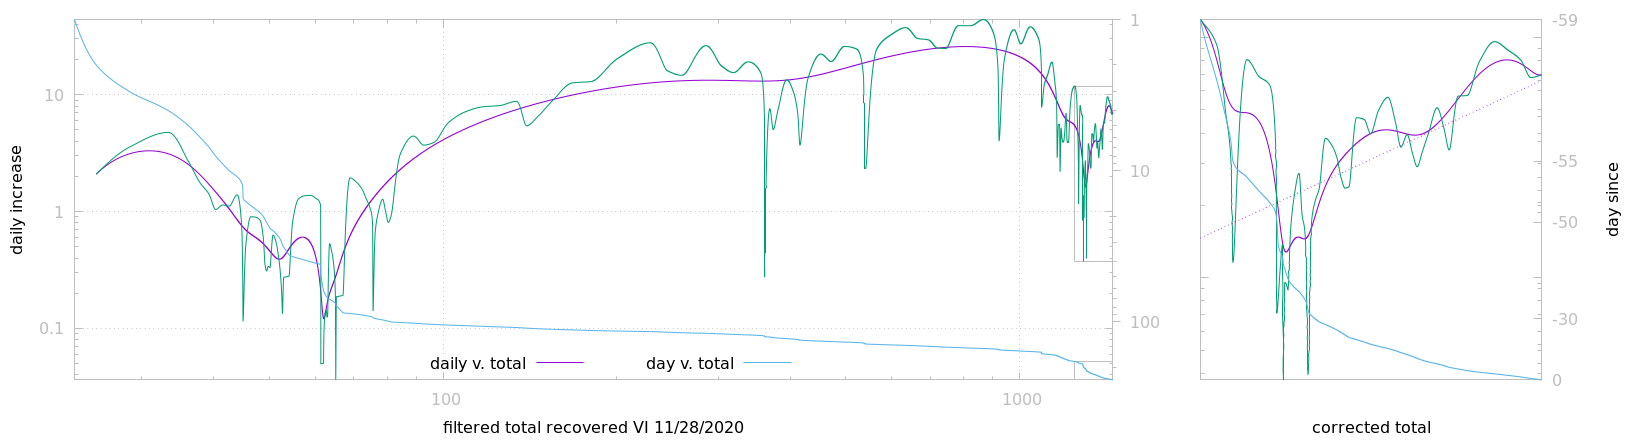 1
-59
10
10
-55
1
-50
daily increase
day since
0.1
100
-30
daily v. total
day v. total
0
100
1000
filtered total recovered VI 11/28/2020
corrected total